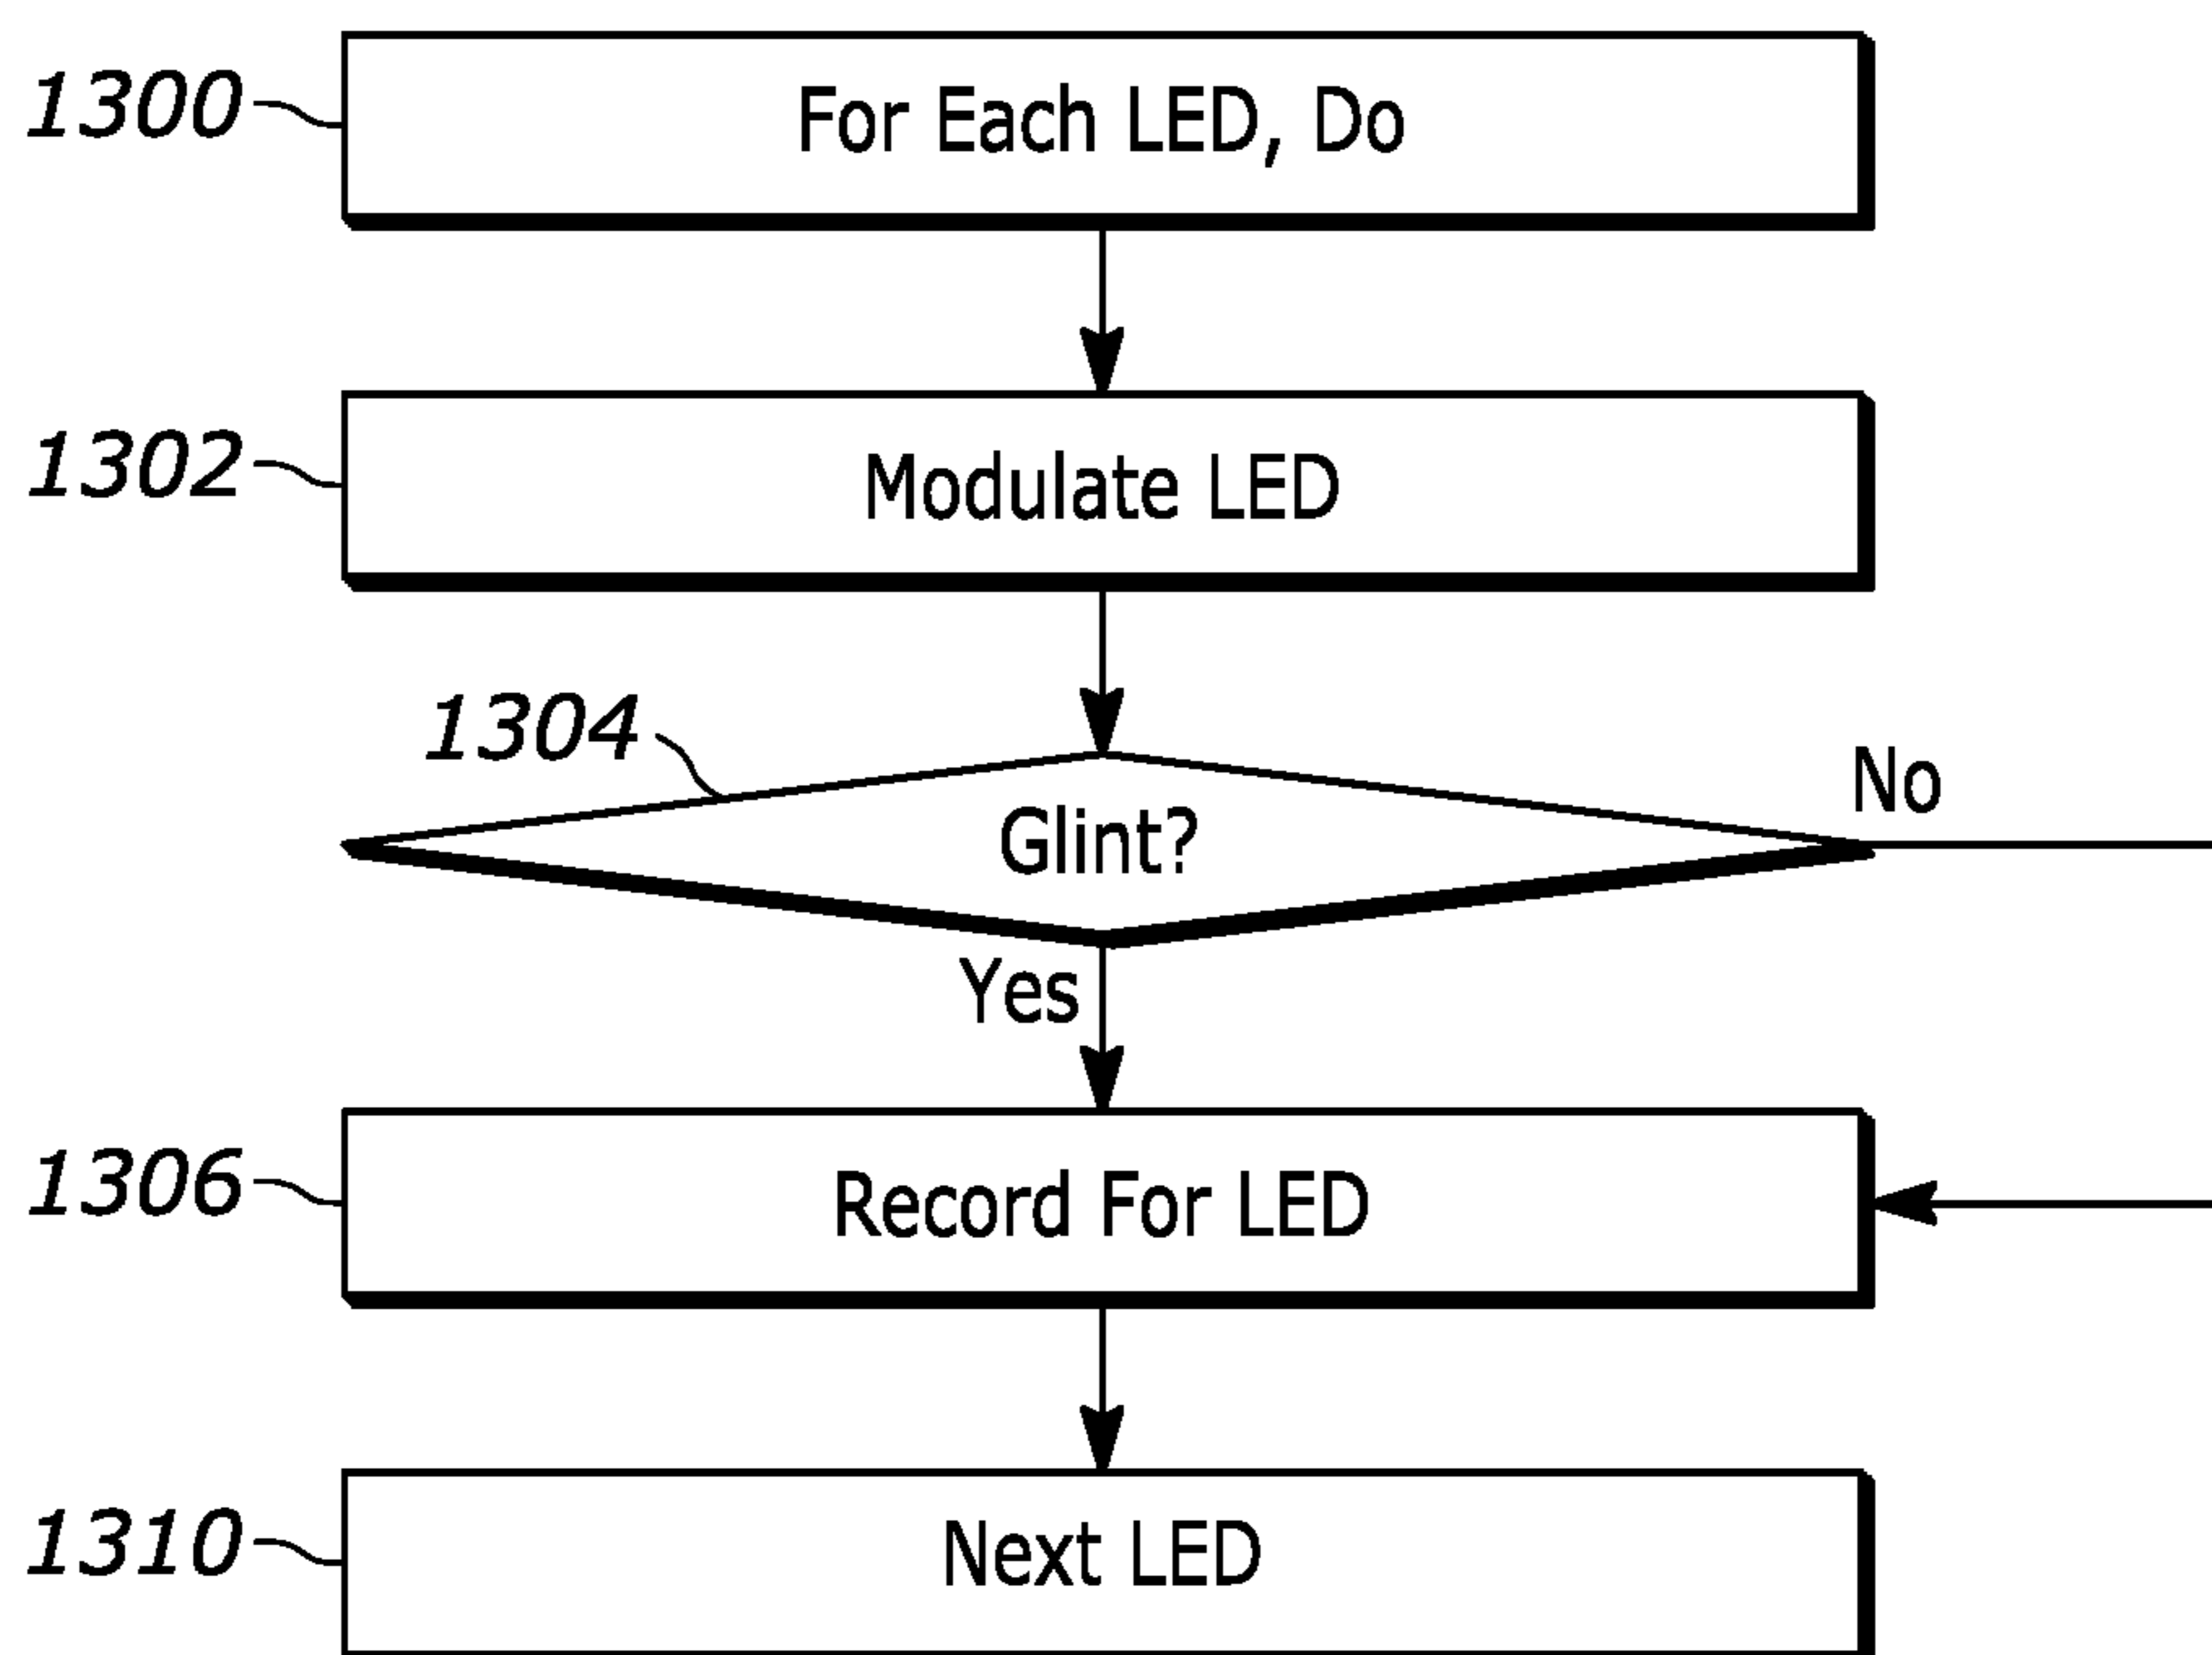 1300
For Each LED, Do
1302
Modulate LED
1304
Glint?
No
Yes
1306
Record For LED
1310
Next LED